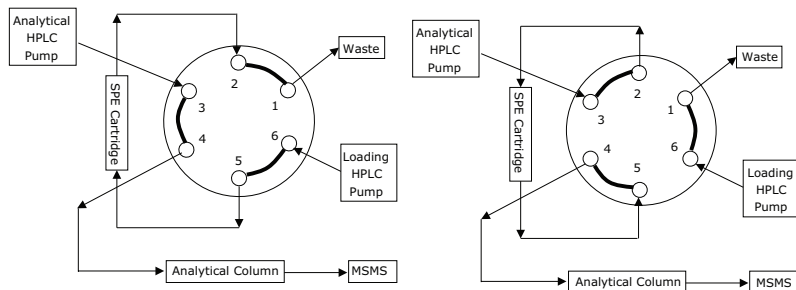 Analytical
HPLC
Pump
SPE Cartridge
2
1
3
4
5
6
Waste
Loading
HPLC
Pump
Analytical Column
MSMS
Analytical
HPLC
Pump
SPE Cartridge
2
1
3
4
5
6
Waste
Loading
HPLC
Pump
Analytical Column
MSMS